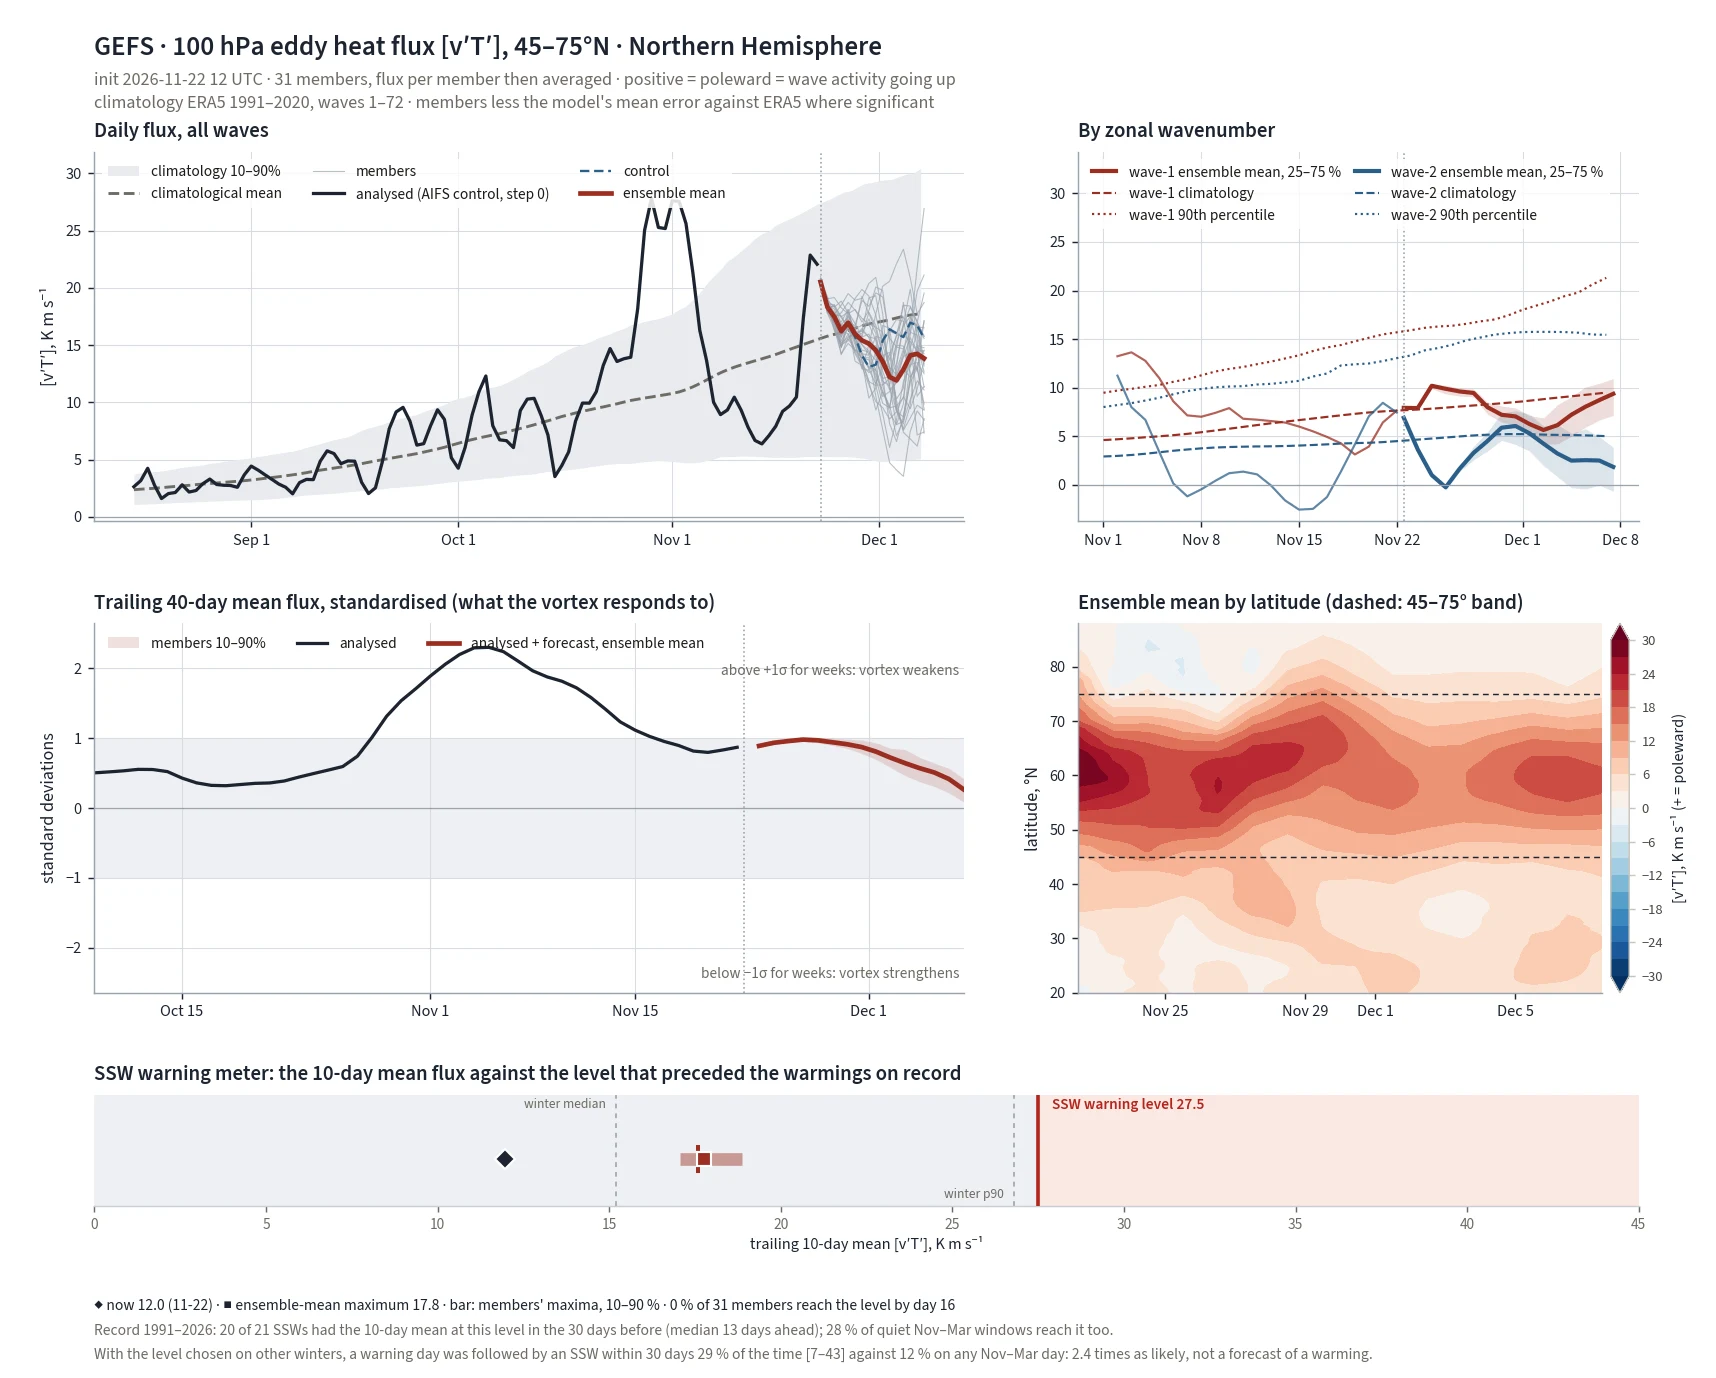 GEFS · 100 hPa eddy heat flux [v′T′], 45–75°N · Northern Hemisphere
init 2026-11-22 12 UTC · 31 members, flux per member then averaged · positive = poleward = wave activity going up
climatology ERA5 1991–2020, waves 1–72 · members less the model's mean error against ERA5 where significant
Daily flux, all waves
climatology 10–90%
members
control
climatological mean
analysed (AIFS control, step 0)
ensemble mean
[v′T′], K m s⁻¹
30
25
20
15
10
5
0
Sep 1
Oct 1
Nov 1
Dec 1
By zonal wavenumber
wave-1 ensemble mean, 25–75 %
wave-2 ensemble mean, 25–75 %
wave-1 climatology
wave-2 climatology
wave-1 90th percentile
wave-2 90th percentile
30
25
20
15
10
5
0
Nov 1
Nov 8
Nov 15
Nov 22
Dec 1
Dec 8
Trailing 40-day mean flux, standardised (what the vortex responds to)
members 10–90%
analysed
analysed + forecast, ensemble mean
above +1σ for weeks: vortex weakens
below −1σ for weeks: vortex strengthens
standard deviations
2
1
0
−1
−2
Oct 15
Nov 1
Nov 15
Dec 1
Ensemble mean by latitude (dashed: 45–75° band)
latitude, °N
80
70
60
50
40
30
20
Nov 25
Nov 29
Dec 1
Dec 5
30
24
18
12
6
0
−6
−12
−18
−24
−30
[v′T′], K m s⁻¹ (+ = poleward)
SSW warning meter: the 10-day mean flux against the level that preceded the warmings on record
winter median
SSW warning level 27.5
winter p90
0
5
10
15
20
25
30
35
40
45
trailing 10-day mean [v′T′], K m s⁻¹
◆ now 12.0 (11-22) · ■ ensemble-mean maximum 17.8 · bar: members' maxima, 10–90 % · 0 % of 31 members reach the level by day 16
Record 1991–2026: 20 of 21 SSWs had the 10-day mean at this level in the 30 days before (median 13 days ahead); 28 % of quiet Nov–Mar windows reach it too.
With the level chosen on other winters, a warning day was followed by an SSW within 30 days 29 % of the time [7–43] against 12 % on any Nov–Mar day: 2.4 times as likely, not a forecast of a warming.